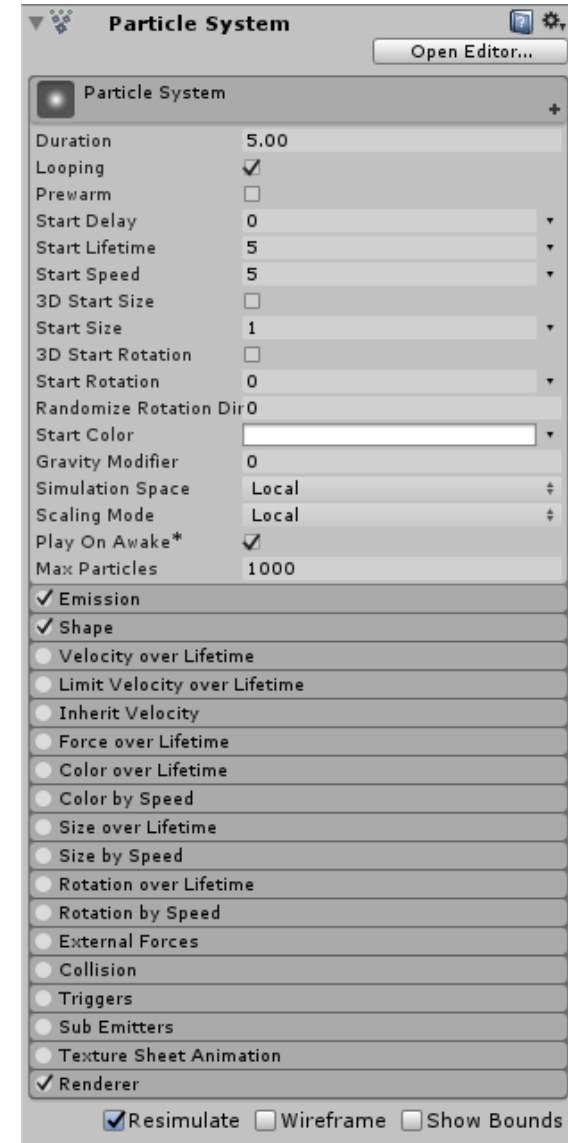 Particle System
Open Editor...
Particle System
Duration 5.00
Looping
Prewarm
Start Delay 0
Start Lifetime 5
Start Speed 5
3D Start Size
Start Size 1
3D Start Rotation
Start Rotation 0
Randomize Rotation Dir 0
Start Color
Gravity Modifier 0
Simulation Space Local
Scaling Mode Local
Play On Awake*
Max Particles 1000
Emission
Shape
Velocity over Lifetime
Limit Velocity over Lifetime
Inherit Velocity
Force over Lifetime
Color over Lifetime
Color by Speed
Size over Lifetime
Size by Speed
Rotation over Lifetime
Rotation by Speed
External Forces
Collision
Triggers
Sub Emitters
Texture Sheet Animation
Renderer
Resimulate Wireframe Show Bounds